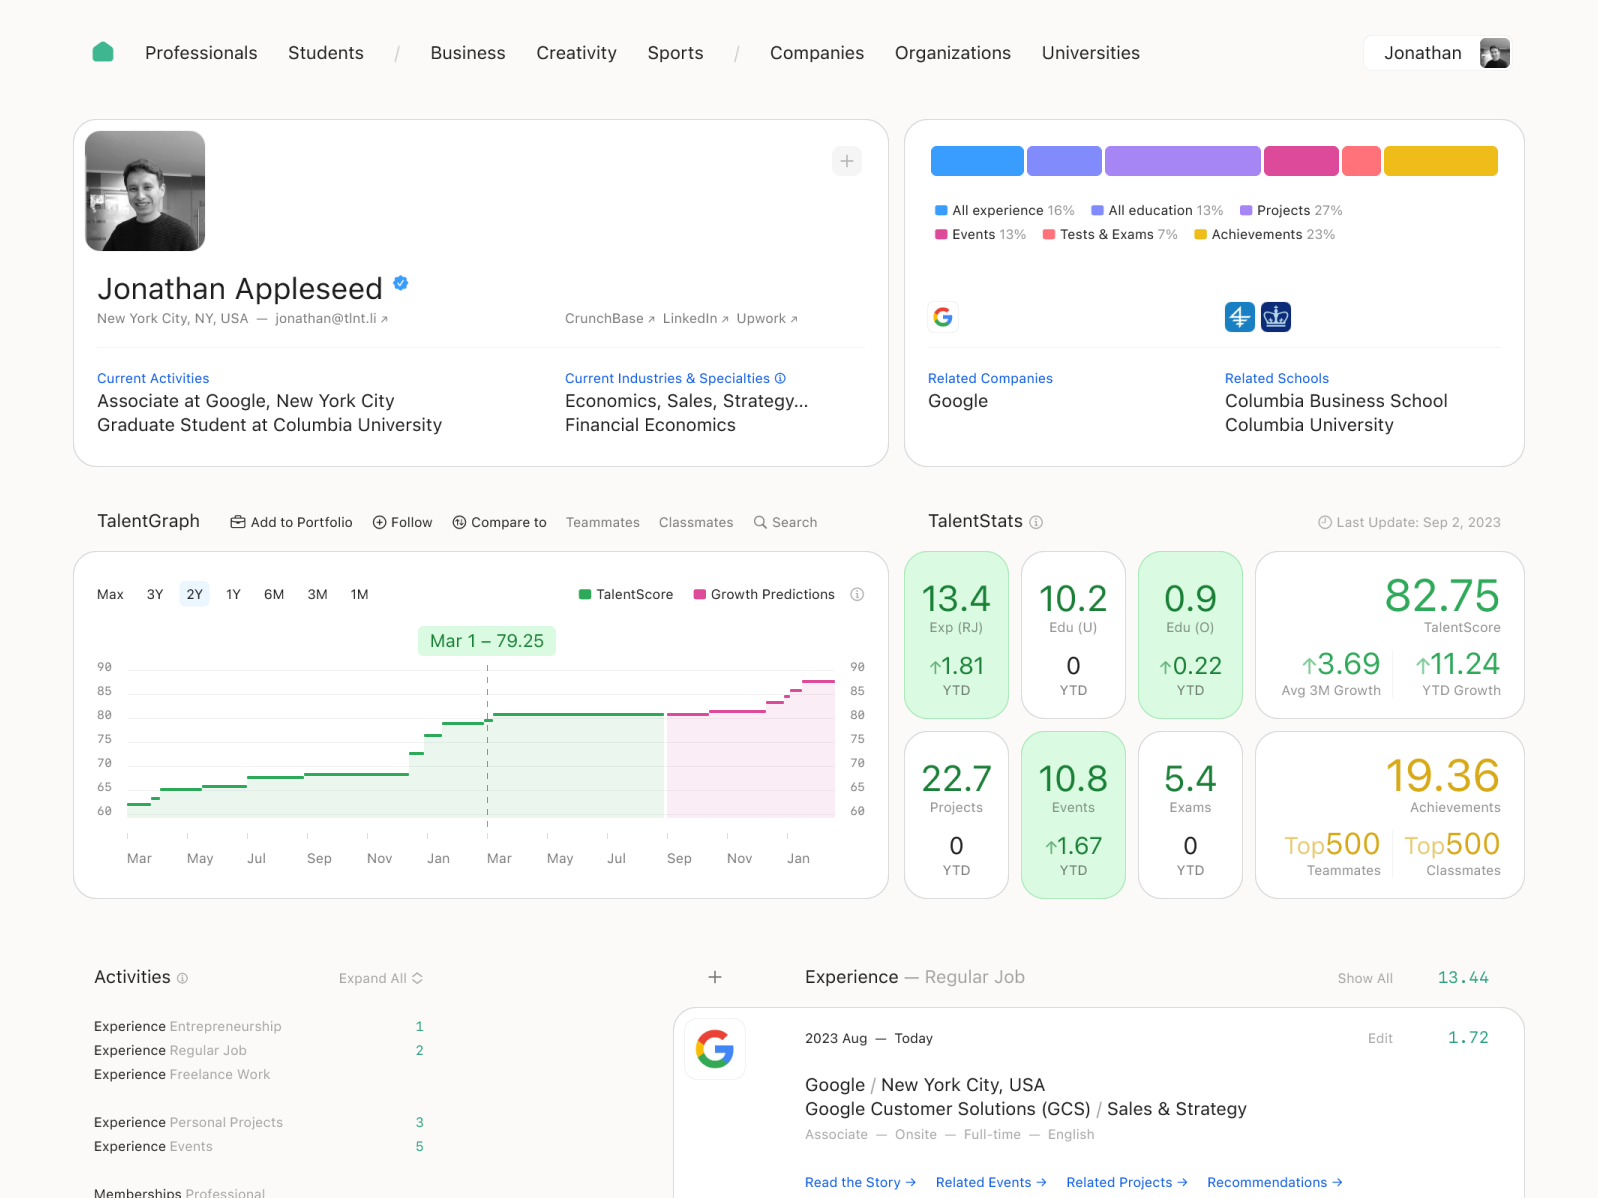 Professionals Students / Business Creativity Sports / Companies Organizations Universities Jonathan
Jonathan Appleseed
New York City, NY, USA — jonathan@tlnt.li ↗ CrunchBase ↗ LinkedIn ↗ Upwork ↗
Current Activities
Associate at Google, New York City
Graduate Student at Columbia University
Current Industries & Specialties
Economics, Sales, Strategy...
Financial Economics
All experience 16% All education 13% Projects 27%
Events 13% Tests & Exams 7% Achievements 23%
Related Companies
Google
Related Schools
Columbia Business School
Columbia University
TalentGraph Add to Portfolio Follow Compare to Teammates Classmates Search
Max 3Y 2Y 1Y 6M 3M 1M TalentScore Growth Predictions
Mar 1 – 79.25
90 90
85 85
80 80
75 75
70 70
65 65
60 60
Mar May Jul Sep Nov Jan Mar May Jul Sep Nov Jan
TalentStats Last Update: Sep 2, 2023
13.4
Exp (RJ)
↑1.81
YTD
10.2
Edu (U)
0
YTD
0.9
Edu (O)
↑0.22
YTD
82.75
TalentScore
↑3.69 ↑11.24
Avg 3M Growth YTD Growth
22.7
Projects
0
YTD
10.8
Events
↑1.67
YTD
5.4
Exams
0
YTD
19.36
Achievements
Top500 Top500
Teammates Classmates
Activities Expand All
Experience Entrepreneurship 1
Experience Regular Job 2
Experience Freelance Work
Experience Personal Projects 3
Experience Events 5
Memberships Professional
+ Experience — Regular Job Show All 13.44
2023 Aug — Today Edit 1.72
Google / New York City, USA
Google Customer Solutions (GCS) / Sales & Strategy
Associate — Onsite — Full-time — English
Read the Story → Related Events → Related Projects → Recommendations →